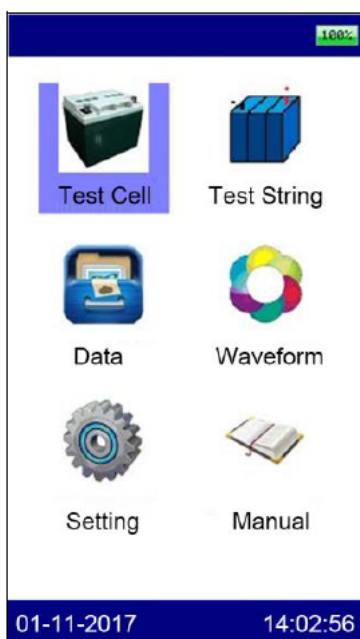 100%
Test Cell Test String
Data Waveform
Setting Manual
01-11-2017 14:02:56